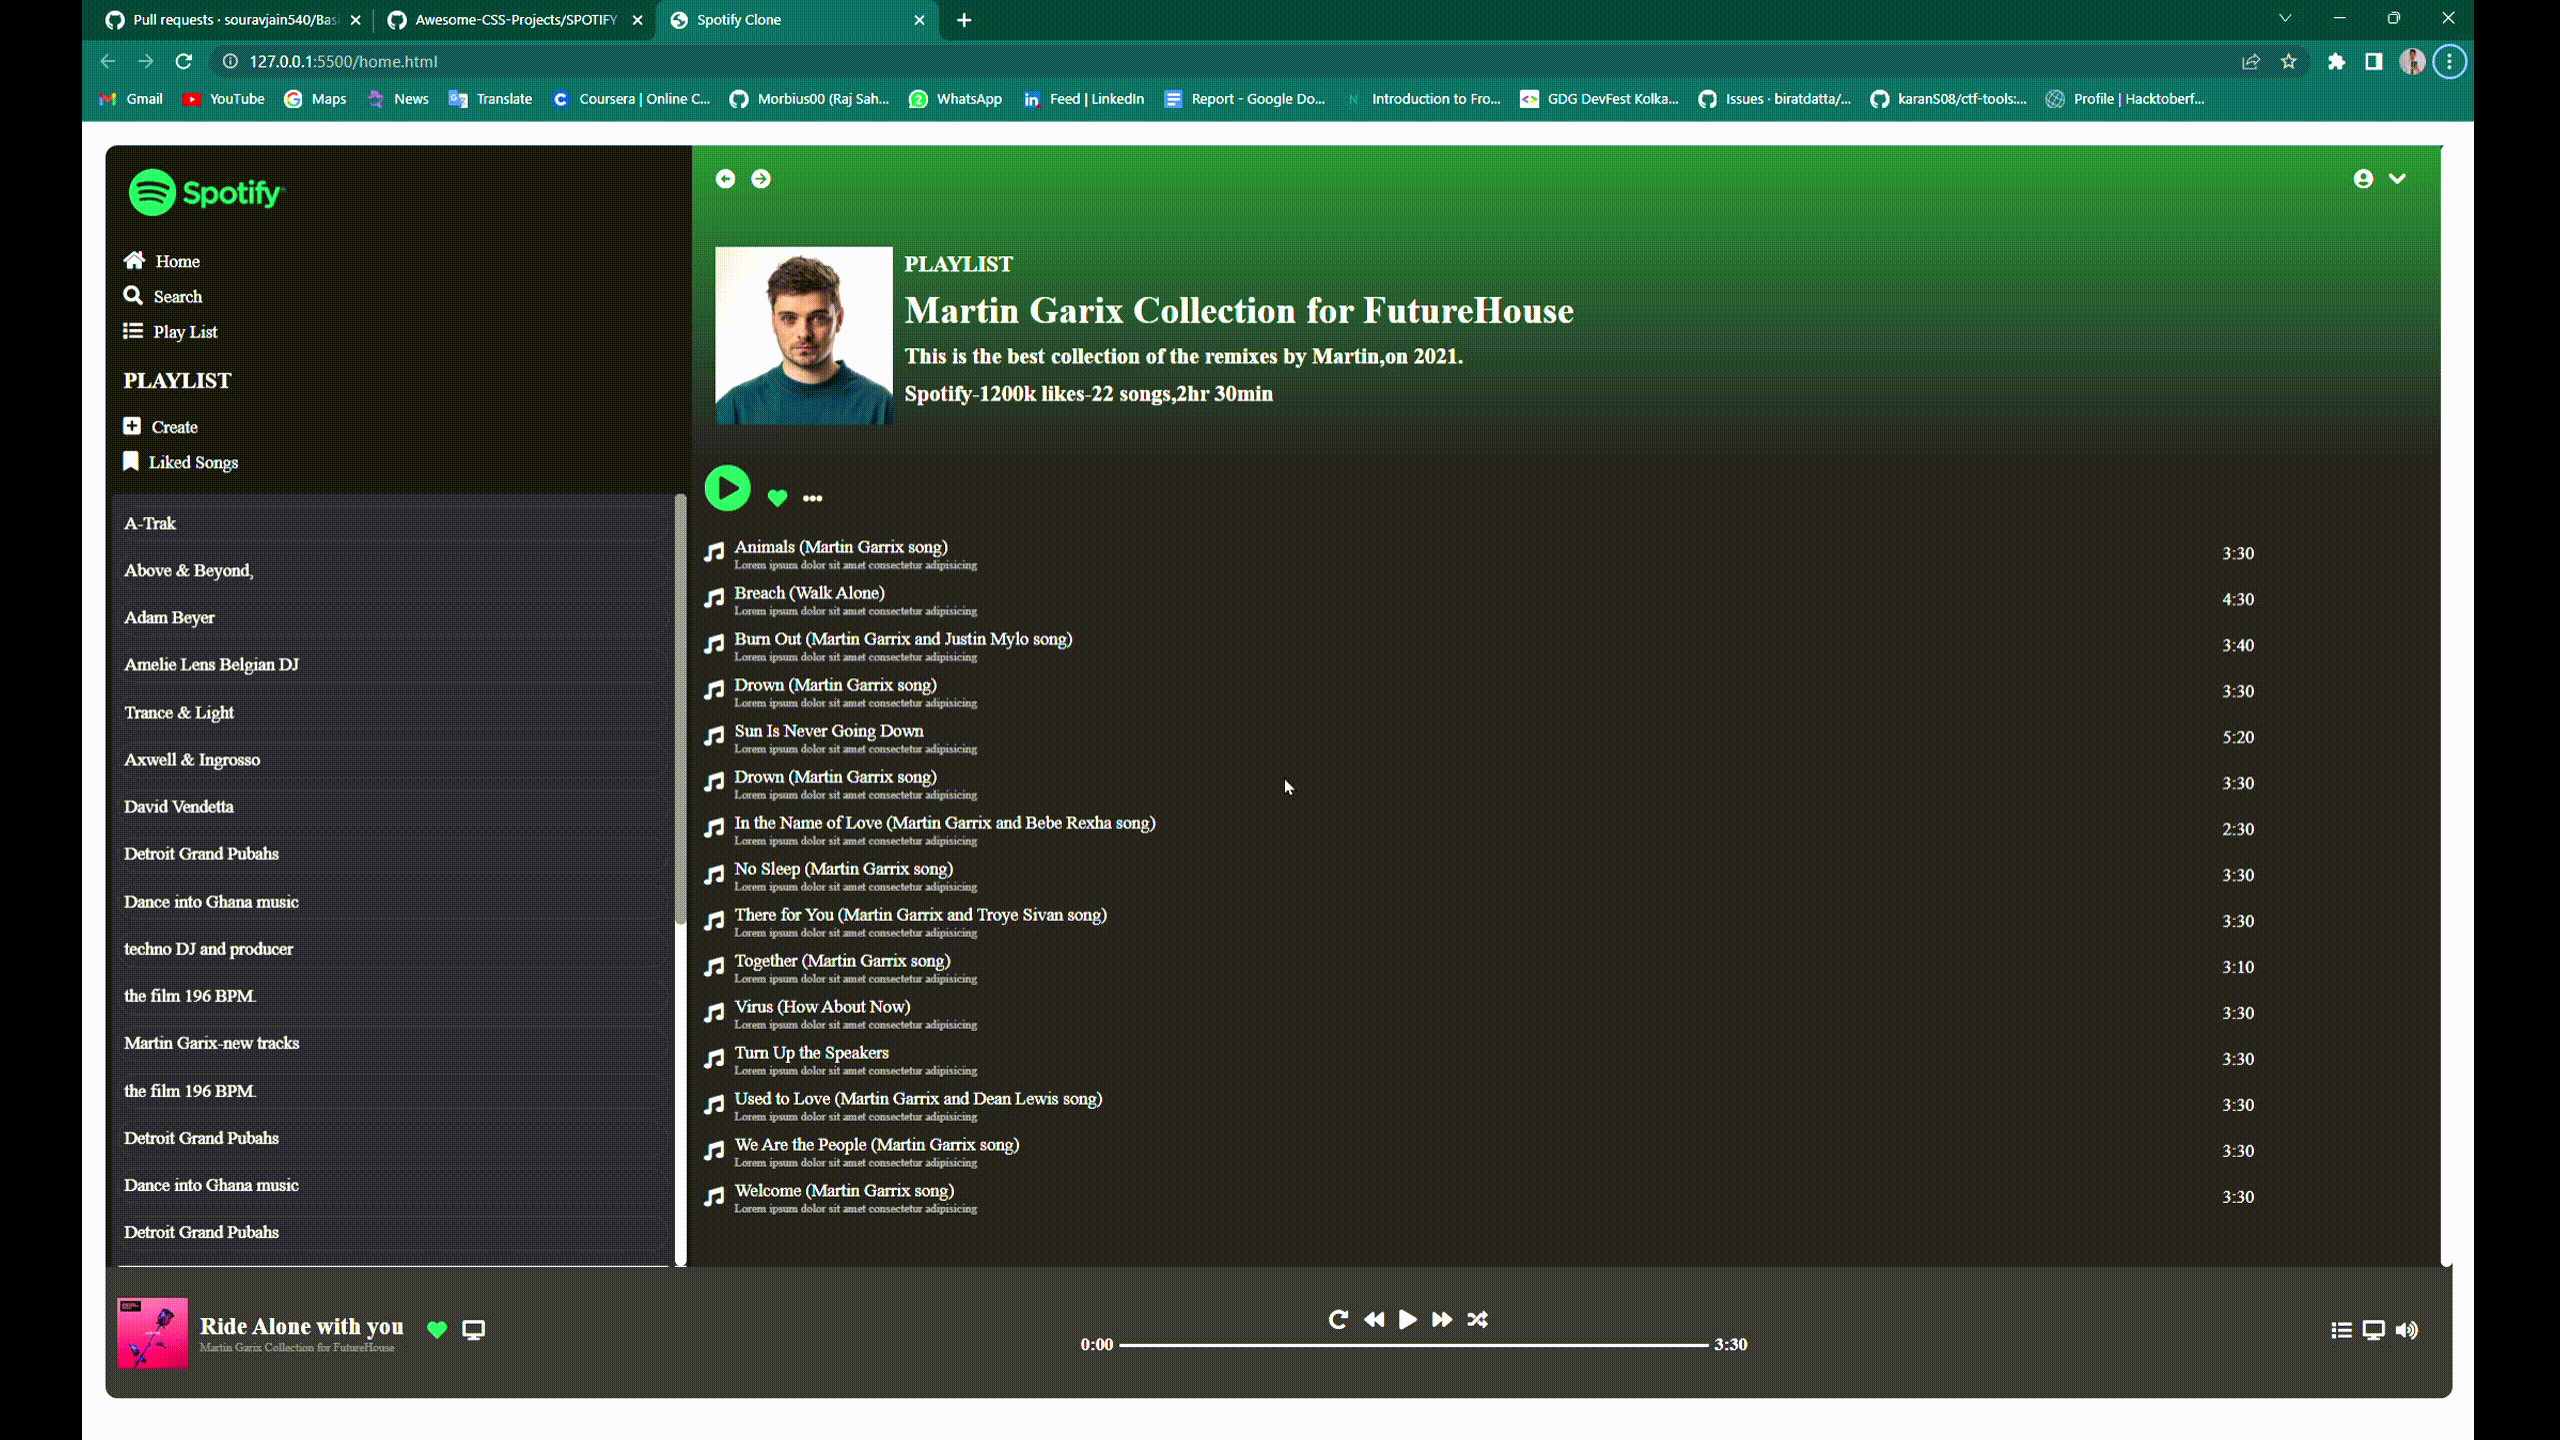 Pull requests · souravjain540/Basi
Awesome-CSS-Projects/SPOTIFY
Spotify Clone
127.0.0.1:5500/home.html
Gmail
YouTube
Maps
News
Translate
Coursera | Online C...
Morbius00 (Raj Sah...
WhatsApp
Feed | LinkedIn
Report - Google Do...
Introduction to Fro...
GDG DevFest Kolka...
Issues · biratdatta/...
karanS08/ctf-tools:...
Profile | Hacktoberf...
Spotify
Home
Search
Play List
PLAYLIST
Create
Liked Songs
A-Trak
Above & Beyond,
Adam Beyer
Amelie Lens Belgian DJ
Trance & Light
Axwell & Ingrosso
David Vendetta
Detroit Grand Pubahs
Dance into Ghana music
techno DJ and producer
the film 196 BPM.
Martin Garix-new tracks
the film 196 BPM.
Detroit Grand Pubahs
Dance into Ghana music
Detroit Grand Pubahs
PLAYLIST
Martin Garix Collection for FutureHouse
This is the best collection of the remixes by Martin,on 2021.
Spotify-1200k likes-22 songs,2hr 30min
Animals (Martin Garrix song)
Lorem ipsum dolor sit amet consectetur adipisicing
3:30
Breach (Walk Alone)
Lorem ipsum dolor sit amet consectetur adipisicing
4:30
Burn Out (Martin Garrix and Justin Mylo song)
Lorem ipsum dolor sit amet consectetur adipisicing
3:40
Drown (Martin Garrix song)
Lorem ipsum dolor sit amet consectetur adipisicing
3:30
Sun Is Never Going Down
Lorem ipsum dolor sit amet consectetur adipisicing
5:20
Drown (Martin Garrix song)
Lorem ipsum dolor sit amet consectetur adipisicing
3:30
In the Name of Love (Martin Garrix and Bebe Rexha song)
Lorem ipsum dolor sit amet consectetur adipisicing
2:30
No Sleep (Martin Garrix song)
Lorem ipsum dolor sit amet consectetur adipisicing
3:30
There for You (Martin Garrix and Troye Sivan song)
Lorem ipsum dolor sit amet consectetur adipisicing
3:30
Together (Martin Garrix song)
Lorem ipsum dolor sit amet consectetur adipisicing
3:10
Virus (How About Now)
Lorem ipsum dolor sit amet consectetur adipisicing
3:30
Turn Up the Speakers
Lorem ipsum dolor sit amet consectetur adipisicing
3:30
Used to Love (Martin Garrix and Dean Lewis song)
Lorem ipsum dolor sit amet consectetur adipisicing
3:30
We Are the People (Martin Garrix song)
Lorem ipsum dolor sit amet consectetur adipisicing
3:30
Welcome (Martin Garrix song)
Lorem ipsum dolor sit amet consectetur adipisicing
3:30
Ride Alone with you
Martin Garix Collection for FutureHouse
0:00
3:30